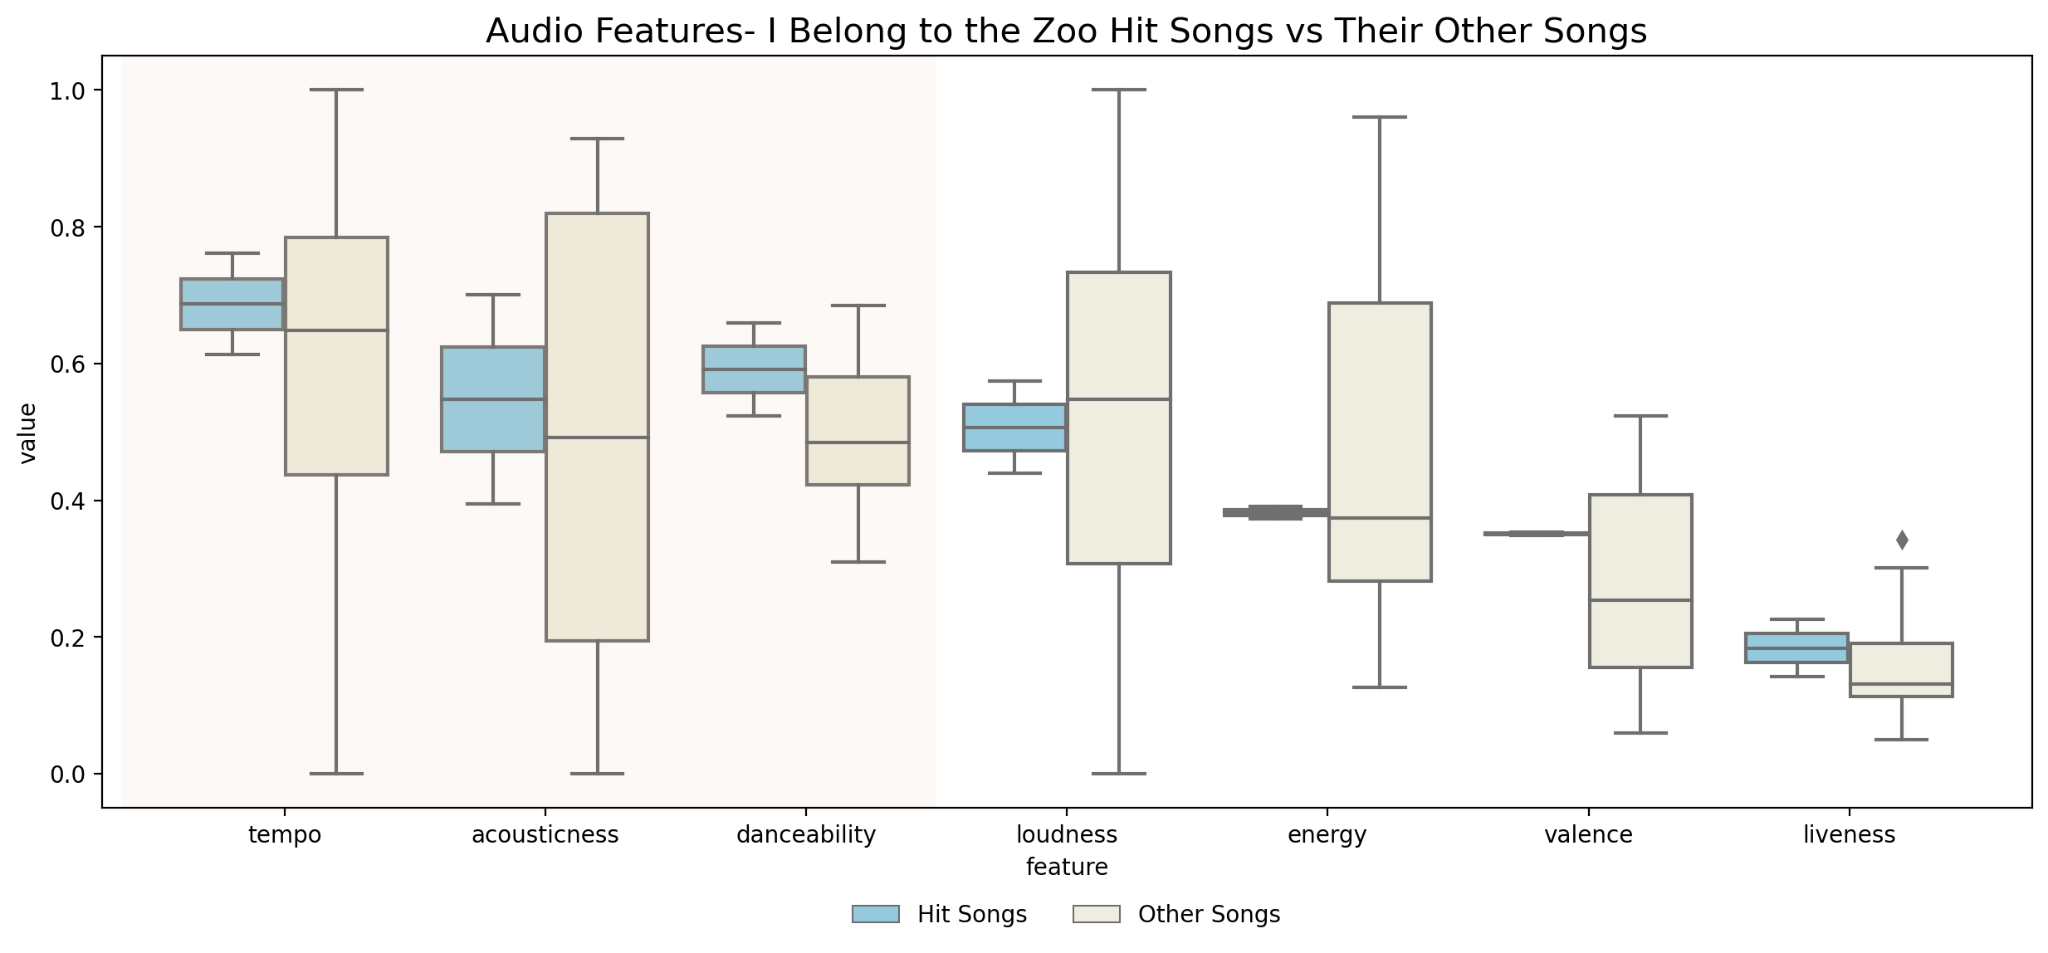 Audio Features- I Belong to the Zoo Hit Songs vs Their Other Songs
1.0
0.8
0.6
0.4
0.2
0.0
value
tempo acousticness danceability loudness energy valence liveness
feature
Hit Songs Other Songs